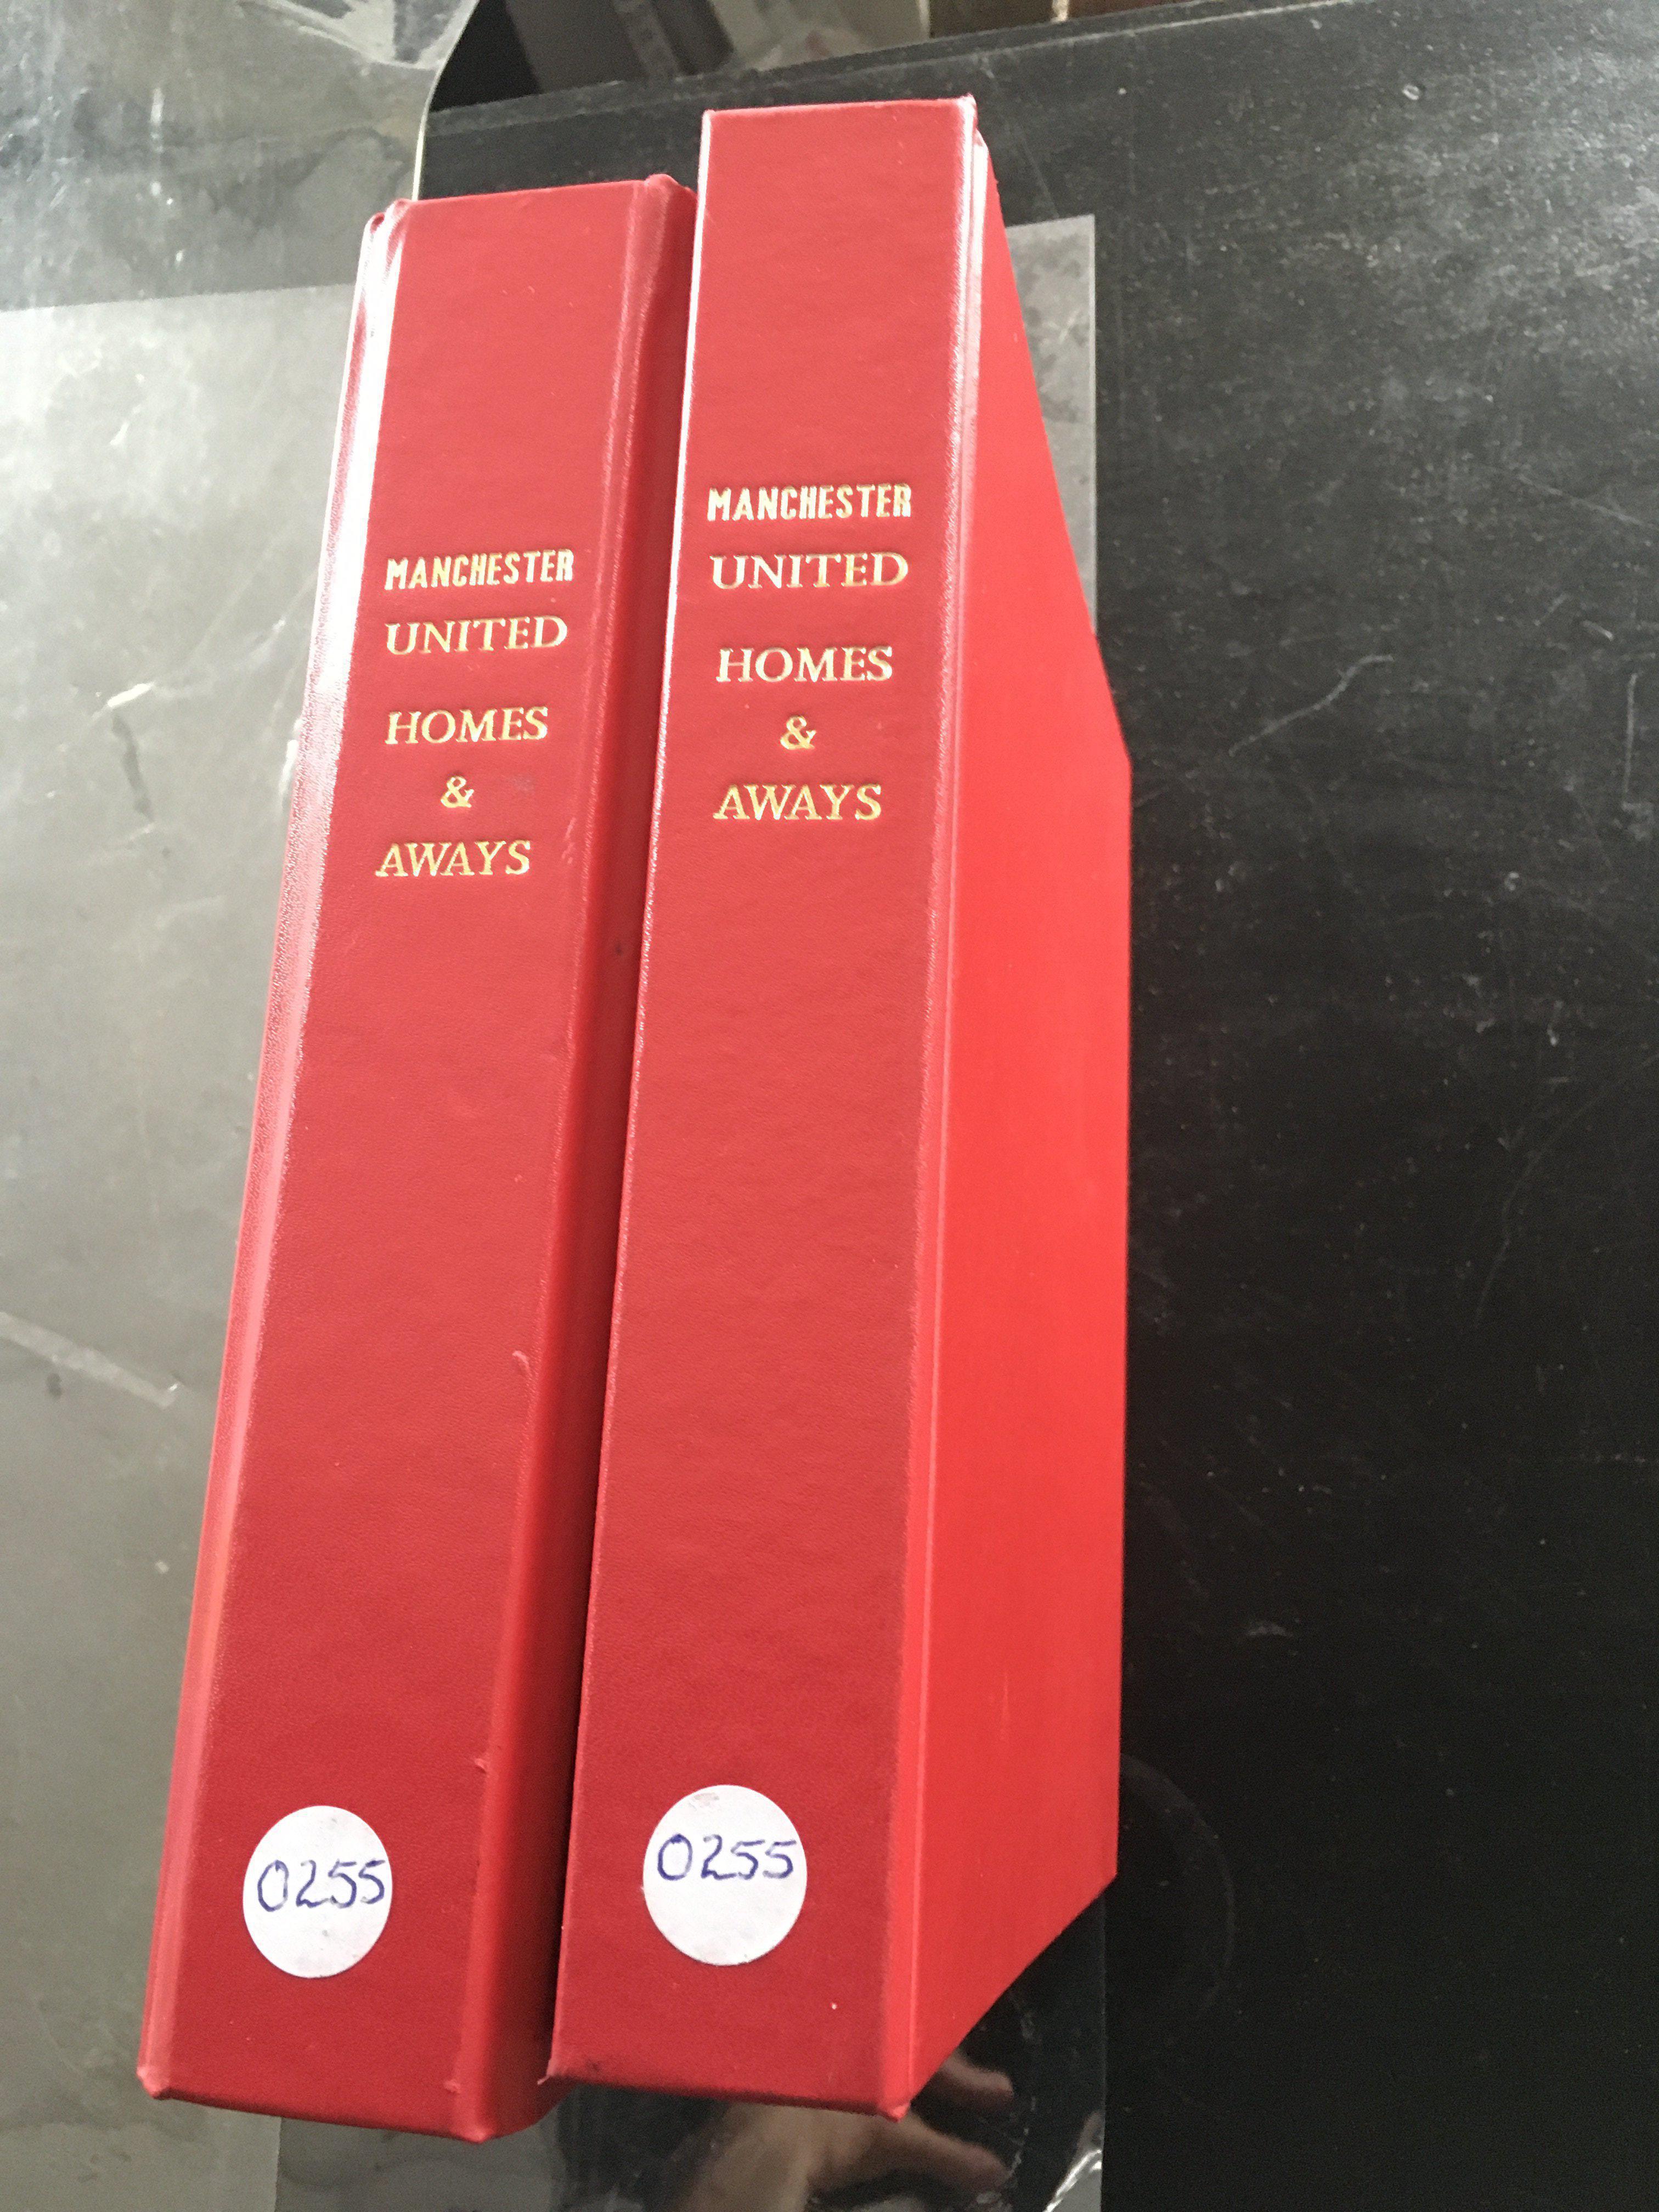 MANCHESTER
UNITED
HOMES
&
AWAYS
0255
MANCHESTER
UNITED
HOMES
&
AWAYS
0255